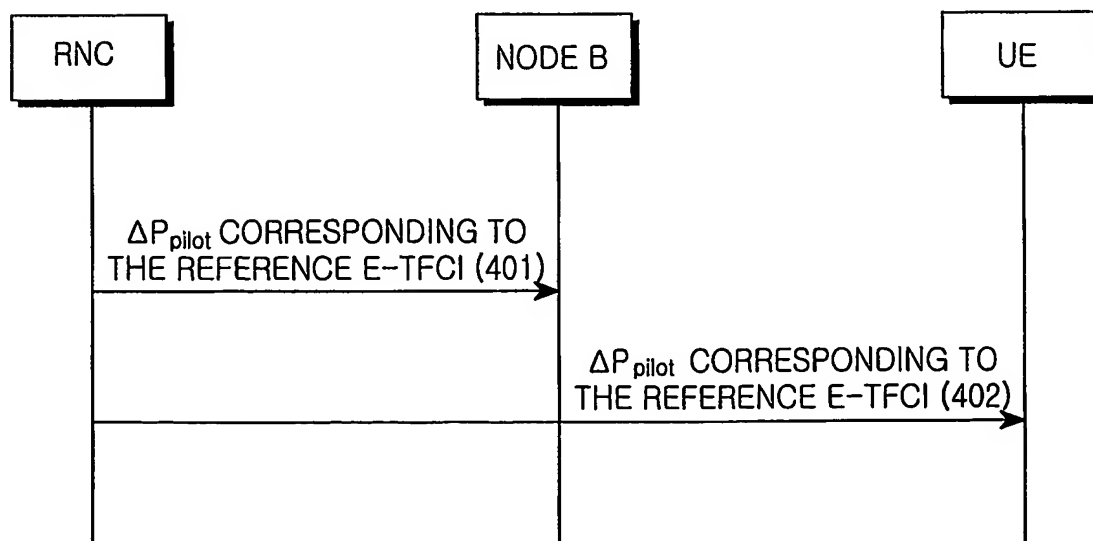 RNC
NODE B
UE
ΔPpilot CORRESPONDING TO
THE REFERENCE E-TFCI (401)
ΔPpilot CORRESPONDING TO
THE REFERENCE E-TFCI (402)